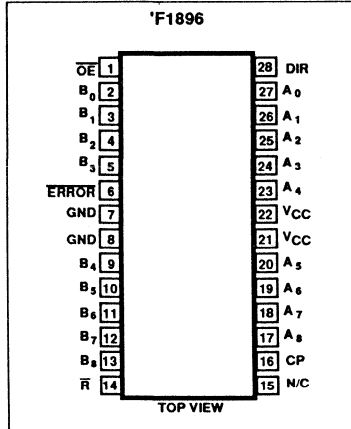 'F1896
OE 1 28 DIR
B0 2 27 A0
B1 3 26 A1
B2 4 25 A2
B3 5 24 A3
ERROR 6 23 A4
GND 7 22 VCC
GND 8 21 VCC
B4 9 20 A5
B5 10 19 A6
B6 11 18 A7
B7 12 17 A8
B8 13 16 CP
R 14 15 N/C
TOP VIEW